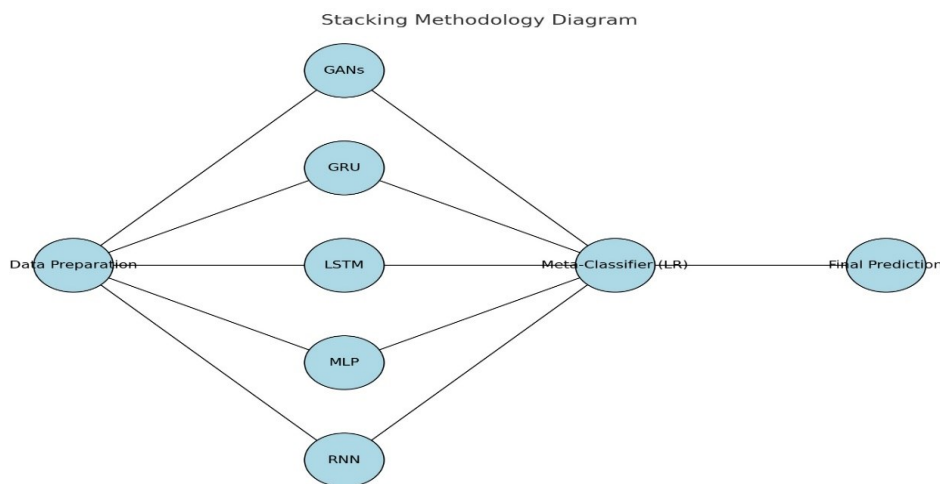 Stacking Methodology Diagram
GANs
GRU
Data Preparation
LSTM
Meta-Classifier (LR)
Final Prediction
MLP
RNN